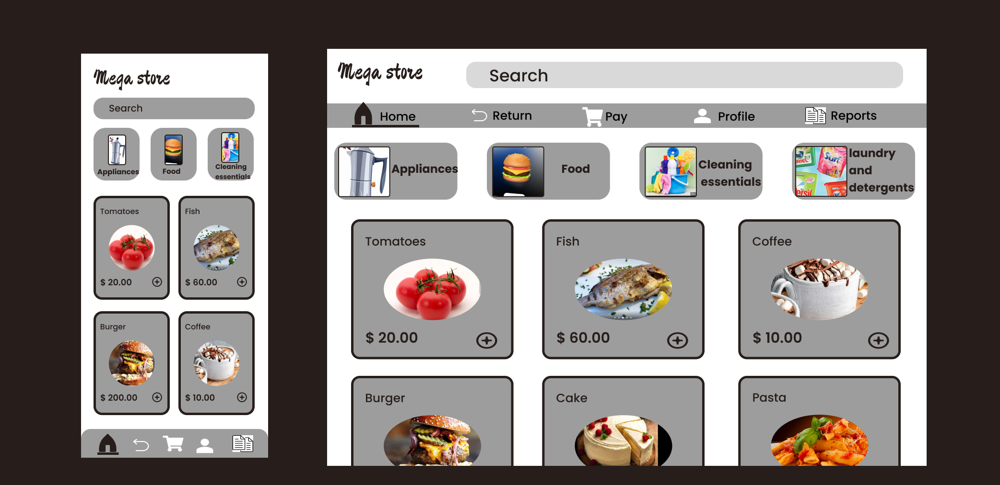 Mega store
Search
Appliances
Food
Cleaning
essentials
Tomatoes
$ 20.00
Fish
$ 60.00
Burger
$ 200.00
Coffee
$ 10.00
Mega store
Search
Home
Return
Pay
Profile
Reports
Appliances
Food
Cleaning
essentials
laundry
and
detergents
Surf
Tomatoes
$ 20.00
Fish
$ 60.00
Coffee
$ 10.00
Burger
Cake
Pasta